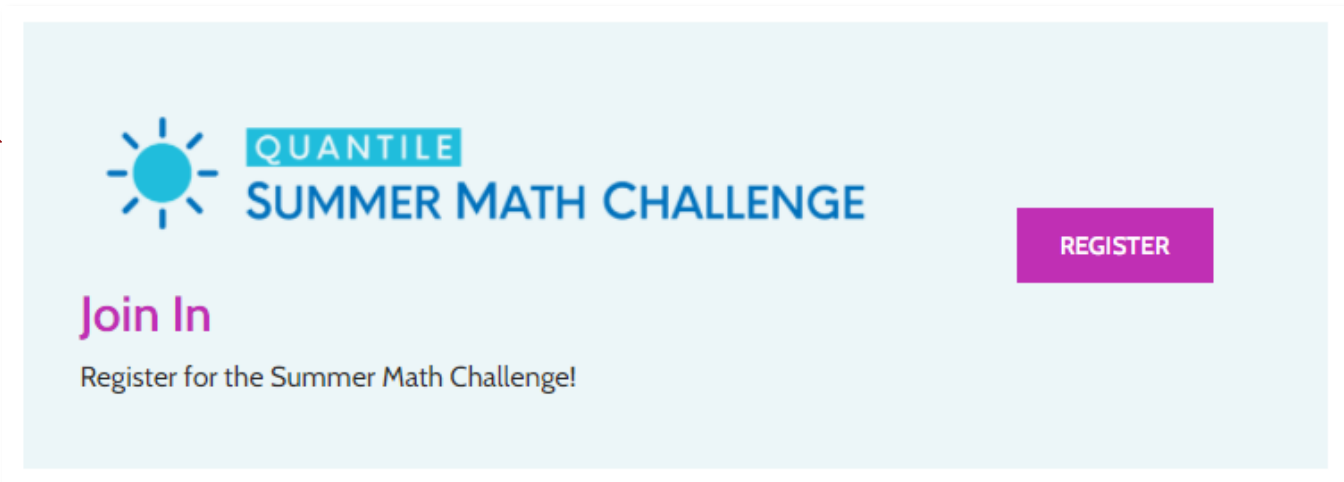 QUANTILE
SUMMER MATH CHALLENGE
REGISTER
Join In
Register for the Summer Math Challenge!